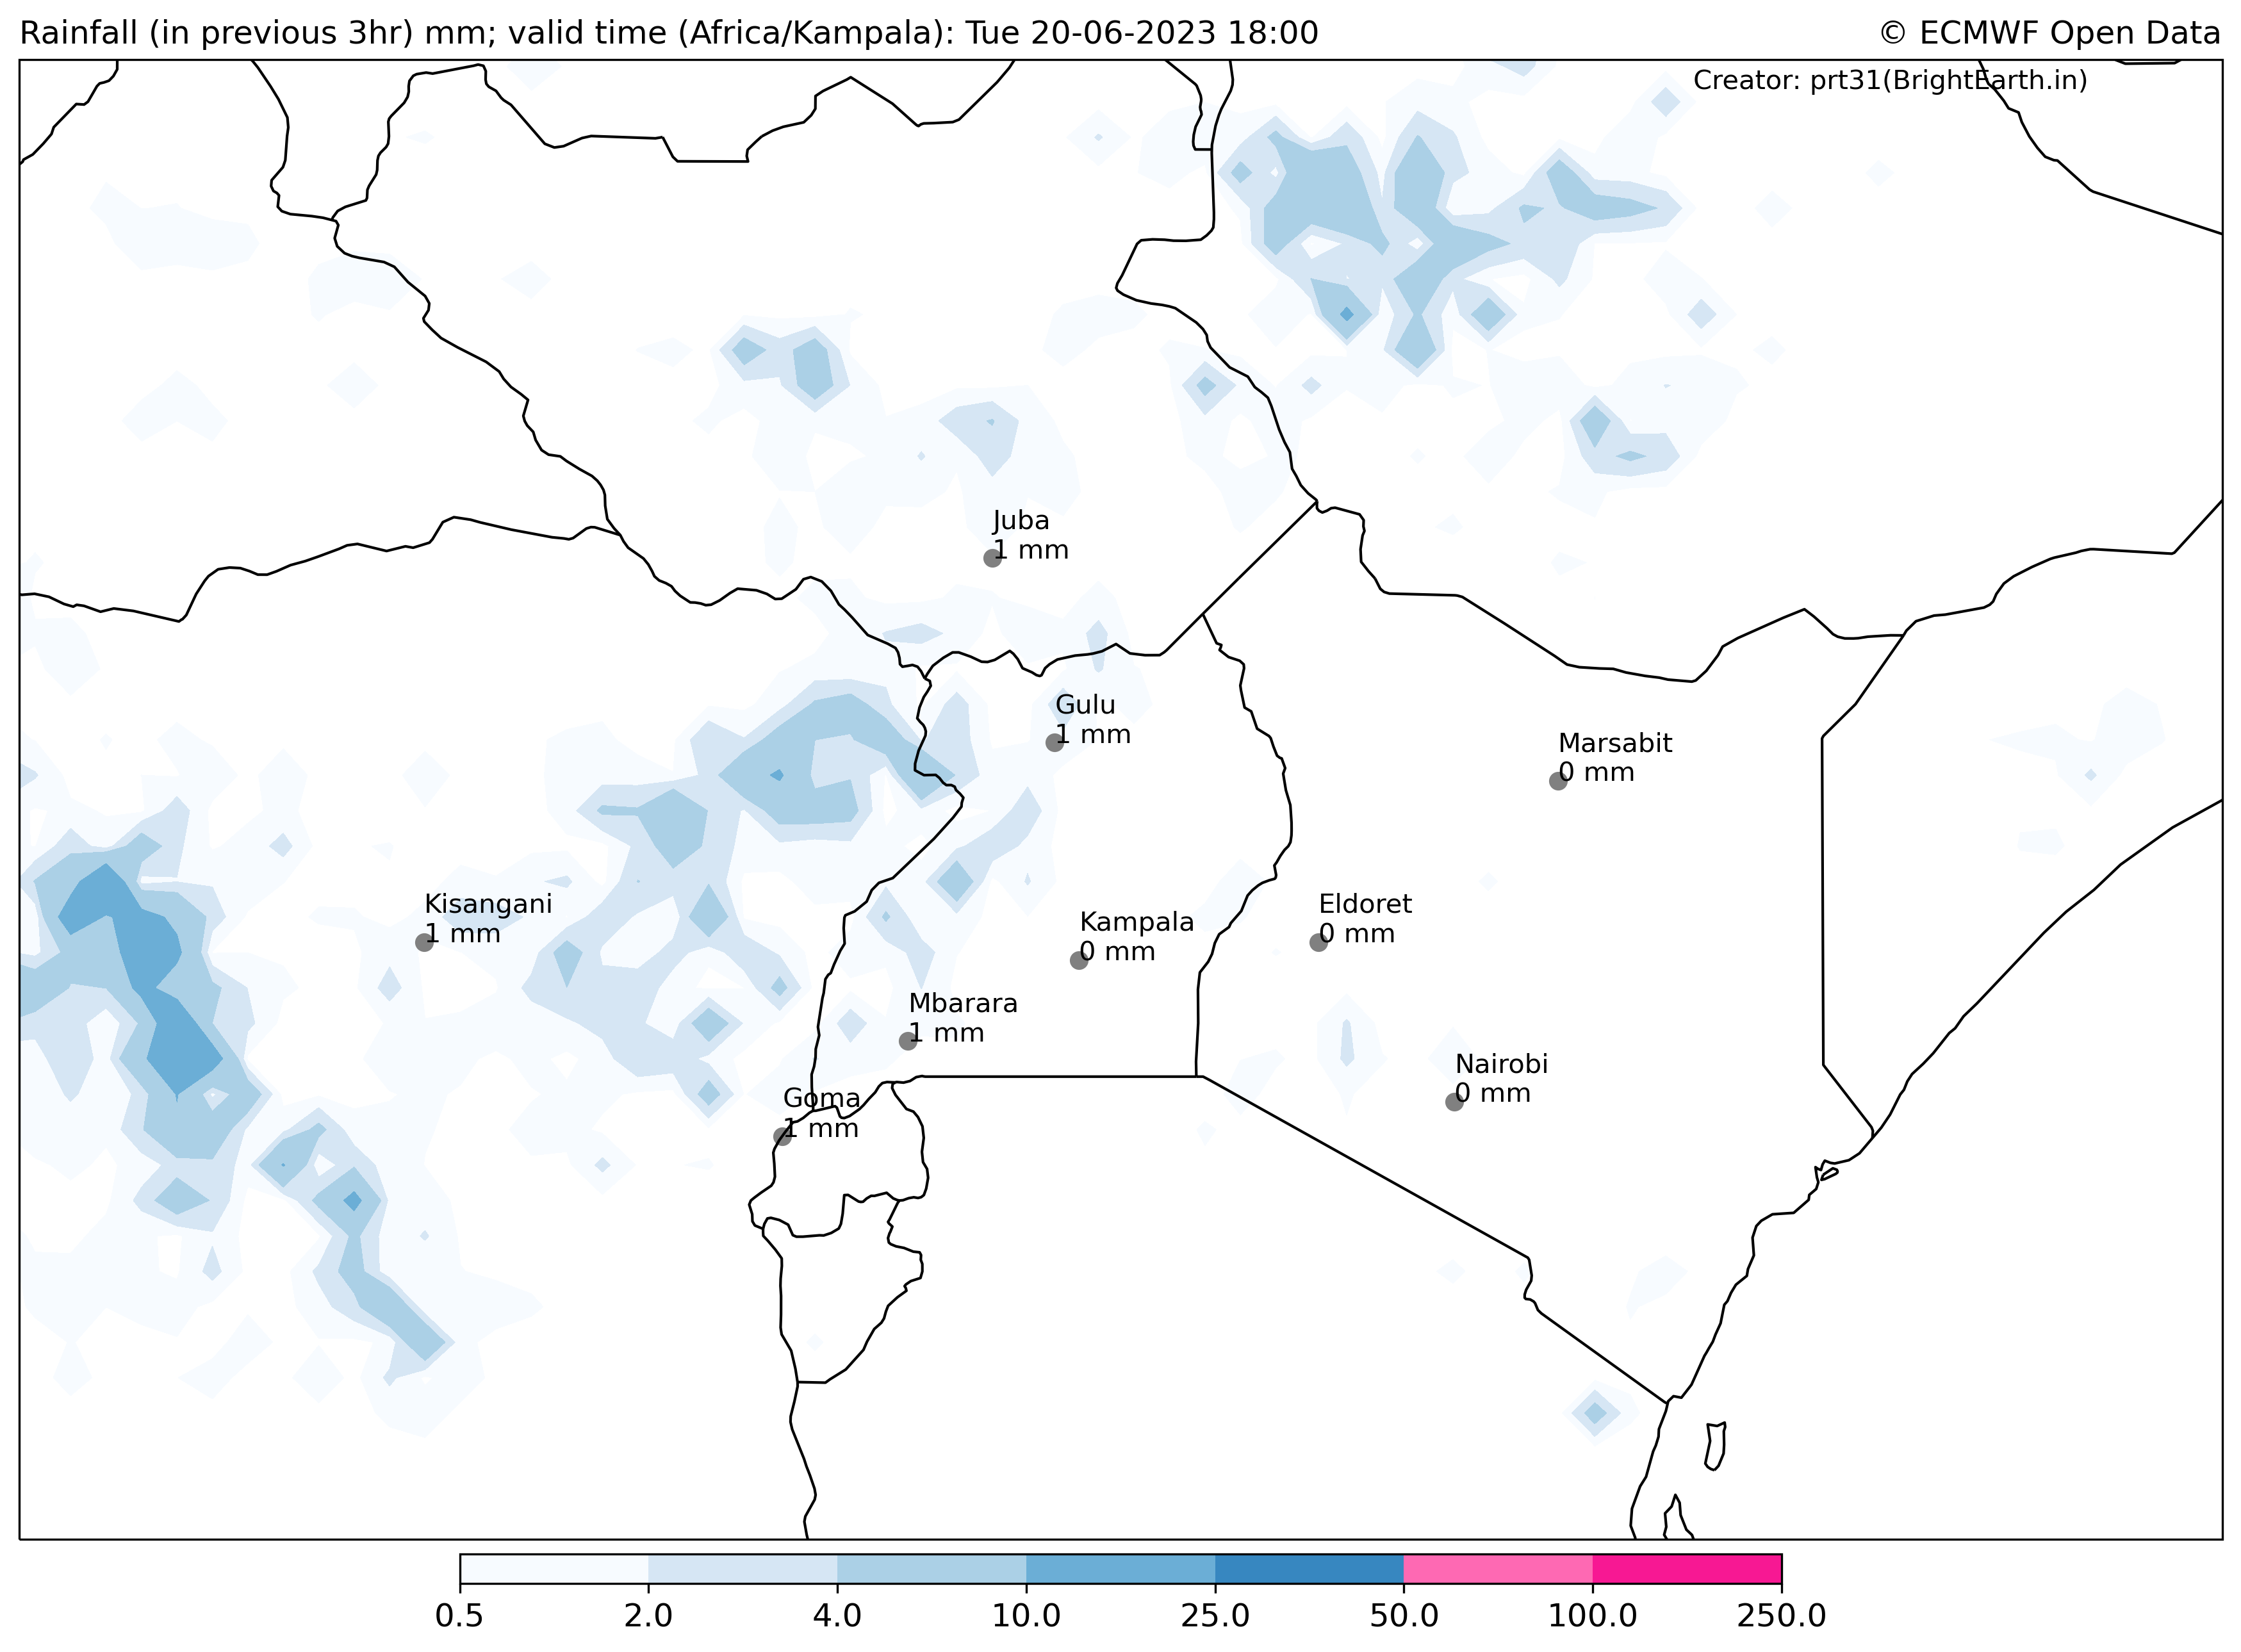 Rainfall (in previous 3hr) mm; valid time (Africa/Kampala): Tue 20-06-2023 18:00
© ECMWF Open Data
Creator: prt31(BrightEarth.in)
Juba
1 mm
Gulu
1 mm
Marsabit
0 mm
Kisangani
1 mm
Eldoret
0 mm
Kampala
0 mm
Mbarara
1 mm
Nairobi
0 mm
Goma
1 mm
0.5 2.0 4.0 10.0 25.0 50.0 100.0 250.0